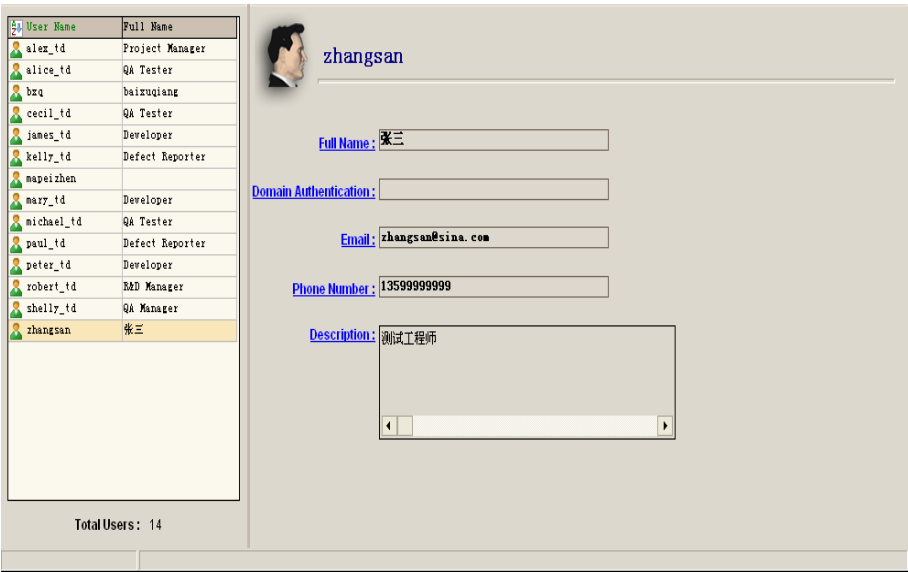 User Name Full Name
alex_td Project Manager
alice_td QA Tester
bzq baizuqiang
cecil_td QA Tester
james_td Developer
kelly_td Defect Reporter
mapeizhen
mary_td Developer
michael_td QA Tester
paul_td Defect Reporter
peter_td Developer
robert_td R&D Manager
shelly_td QA Manager
zhangsan 张三
Total Users: 14
zhangsan
Full Name: 张三
Domain Authentication:
Email: zhangsan@sina.com
Phone Number: 13599999999
Description: 测试工程师